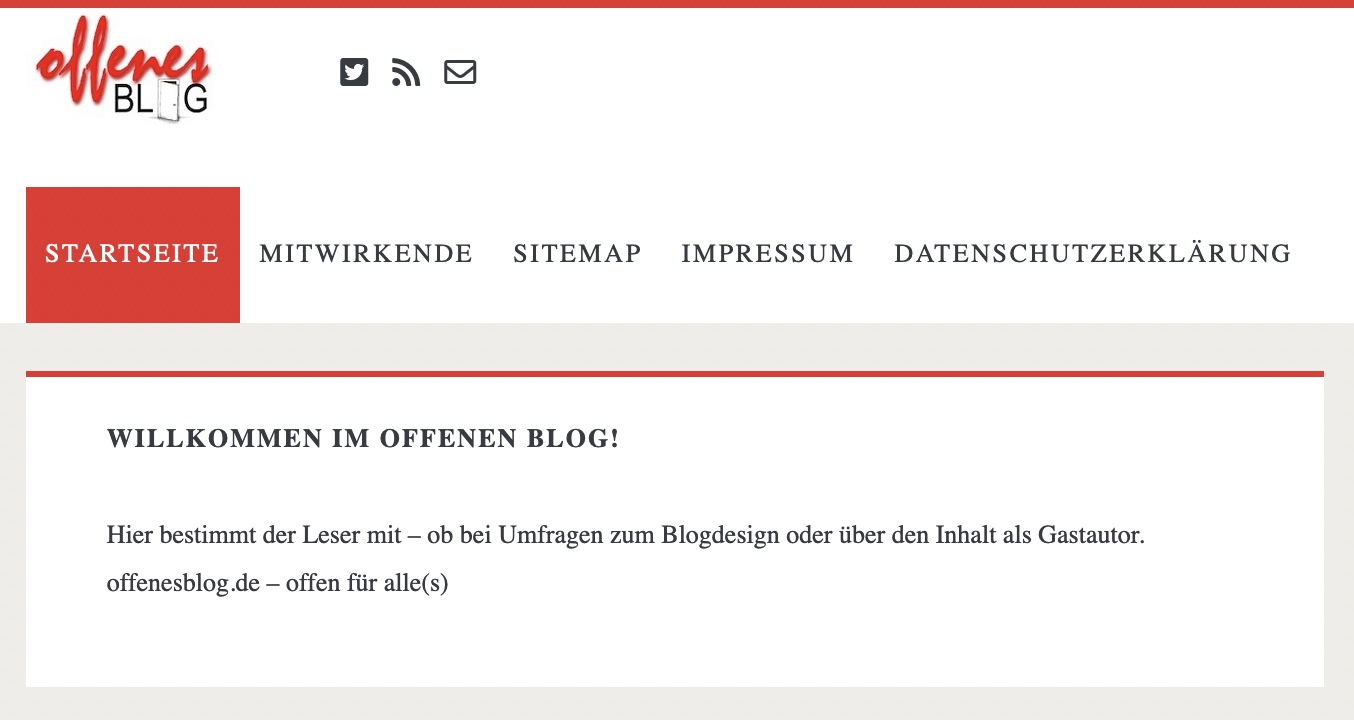 offenes
BLOG
STARTSEITE MITWIRKENDE SITEMAP IMPRESSUM DATENSCHUTZERKLÄRUNG
WILLKOMMEN IM OFFENEN BLOG!
Hier bestimmt der Leser mit – ob bei Umfragen zum Blogdesign oder über den Inhalt als Gastautor.
offenesblog.de – offen für alle(s)